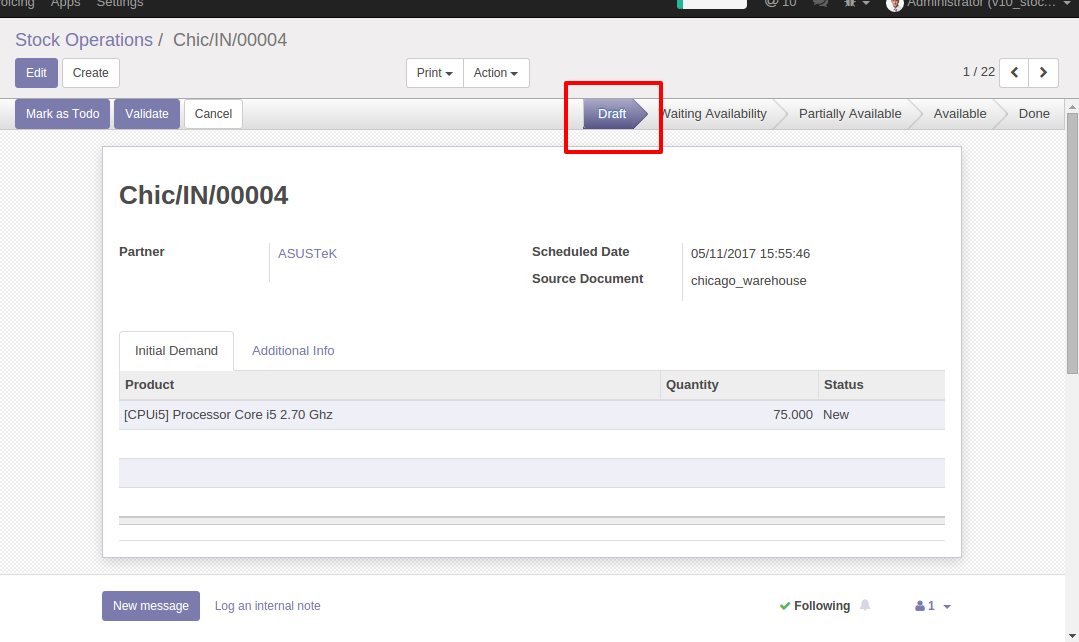 oicing Apps Settings @ 10 Administrator (v10_stoc...
Stock Operations / Chic/IN/00004
Edit Create Print Action 1 / 22
Mark as Todo Validate Cancel Draft Waiting Availability Partially Available Available Done
Chic/IN/00004
Partner ASUSTeK Scheduled Date 05/11/2017 15:55:46
Source Document chicago_warehouse
Initial Demand Additional Info
Product Quantity Status
[CPUi5] Processor Core i5 2.70 Ghz 75.000 New
New message Log an internal note Following 1